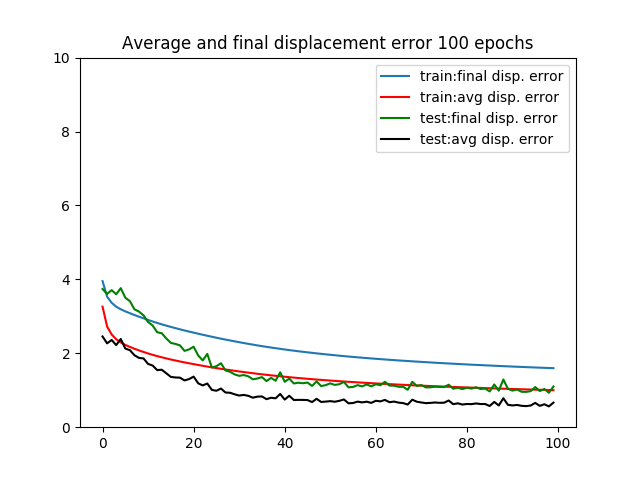 Average and final displacement error 100 epochs
train:final disp. error
train:avg disp. error
test:final disp. error
test:avg disp. error
10
8
6
4
2
0
0 20 40 60 80 100